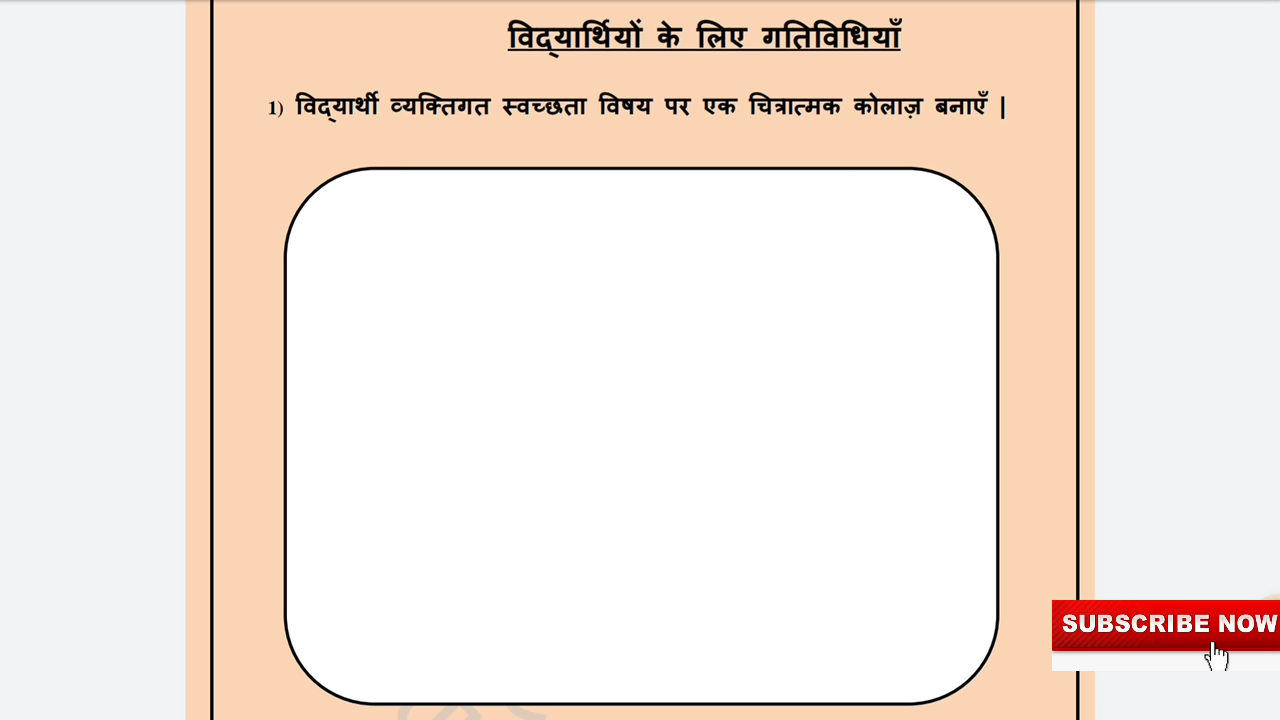 विद्यार्थियों के लिए गतिविधियाँ
1) विद्यार्थी व्यक्तिगत स्वच्छता विषय पर एक चित्रात्मक कोलाज़ बनाएँ |
SUBSCRIBE NOW